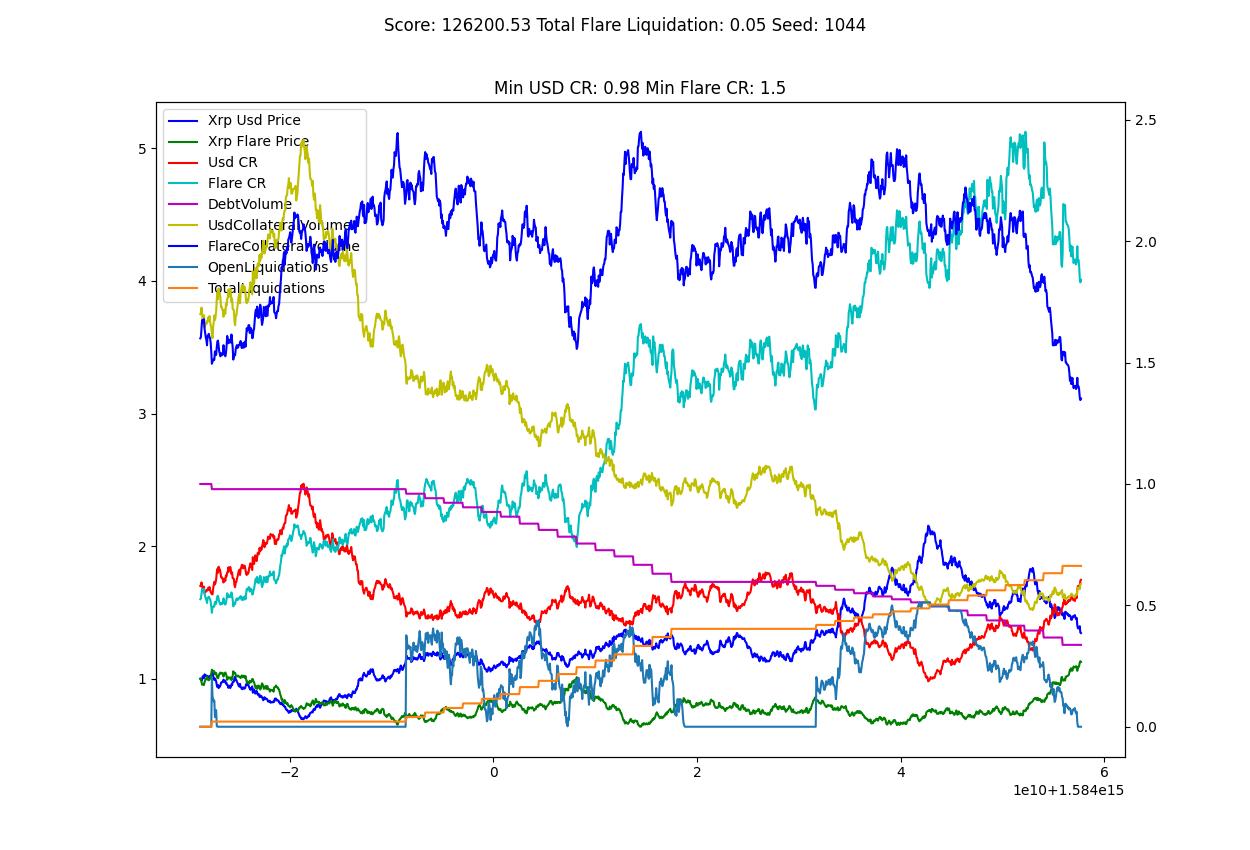 Score: 126200.53 Total Flare Liquidation: 0.05 Seed: 1044
Min USD CR: 0.98 Min Flare CR: 1.5
Xrp Usd Price
Xrp Flare Price
Usd CR
Flare CR
DebtVolume
UsdCollateralVolume
FlareCollateralVolume
OpenLiquidations
TotalLiquidations
5
4
3
2
1
2.5
2.0
1.5
1.0
0.5
0.0
−2
0
2
4
6
1e10+1.584e15